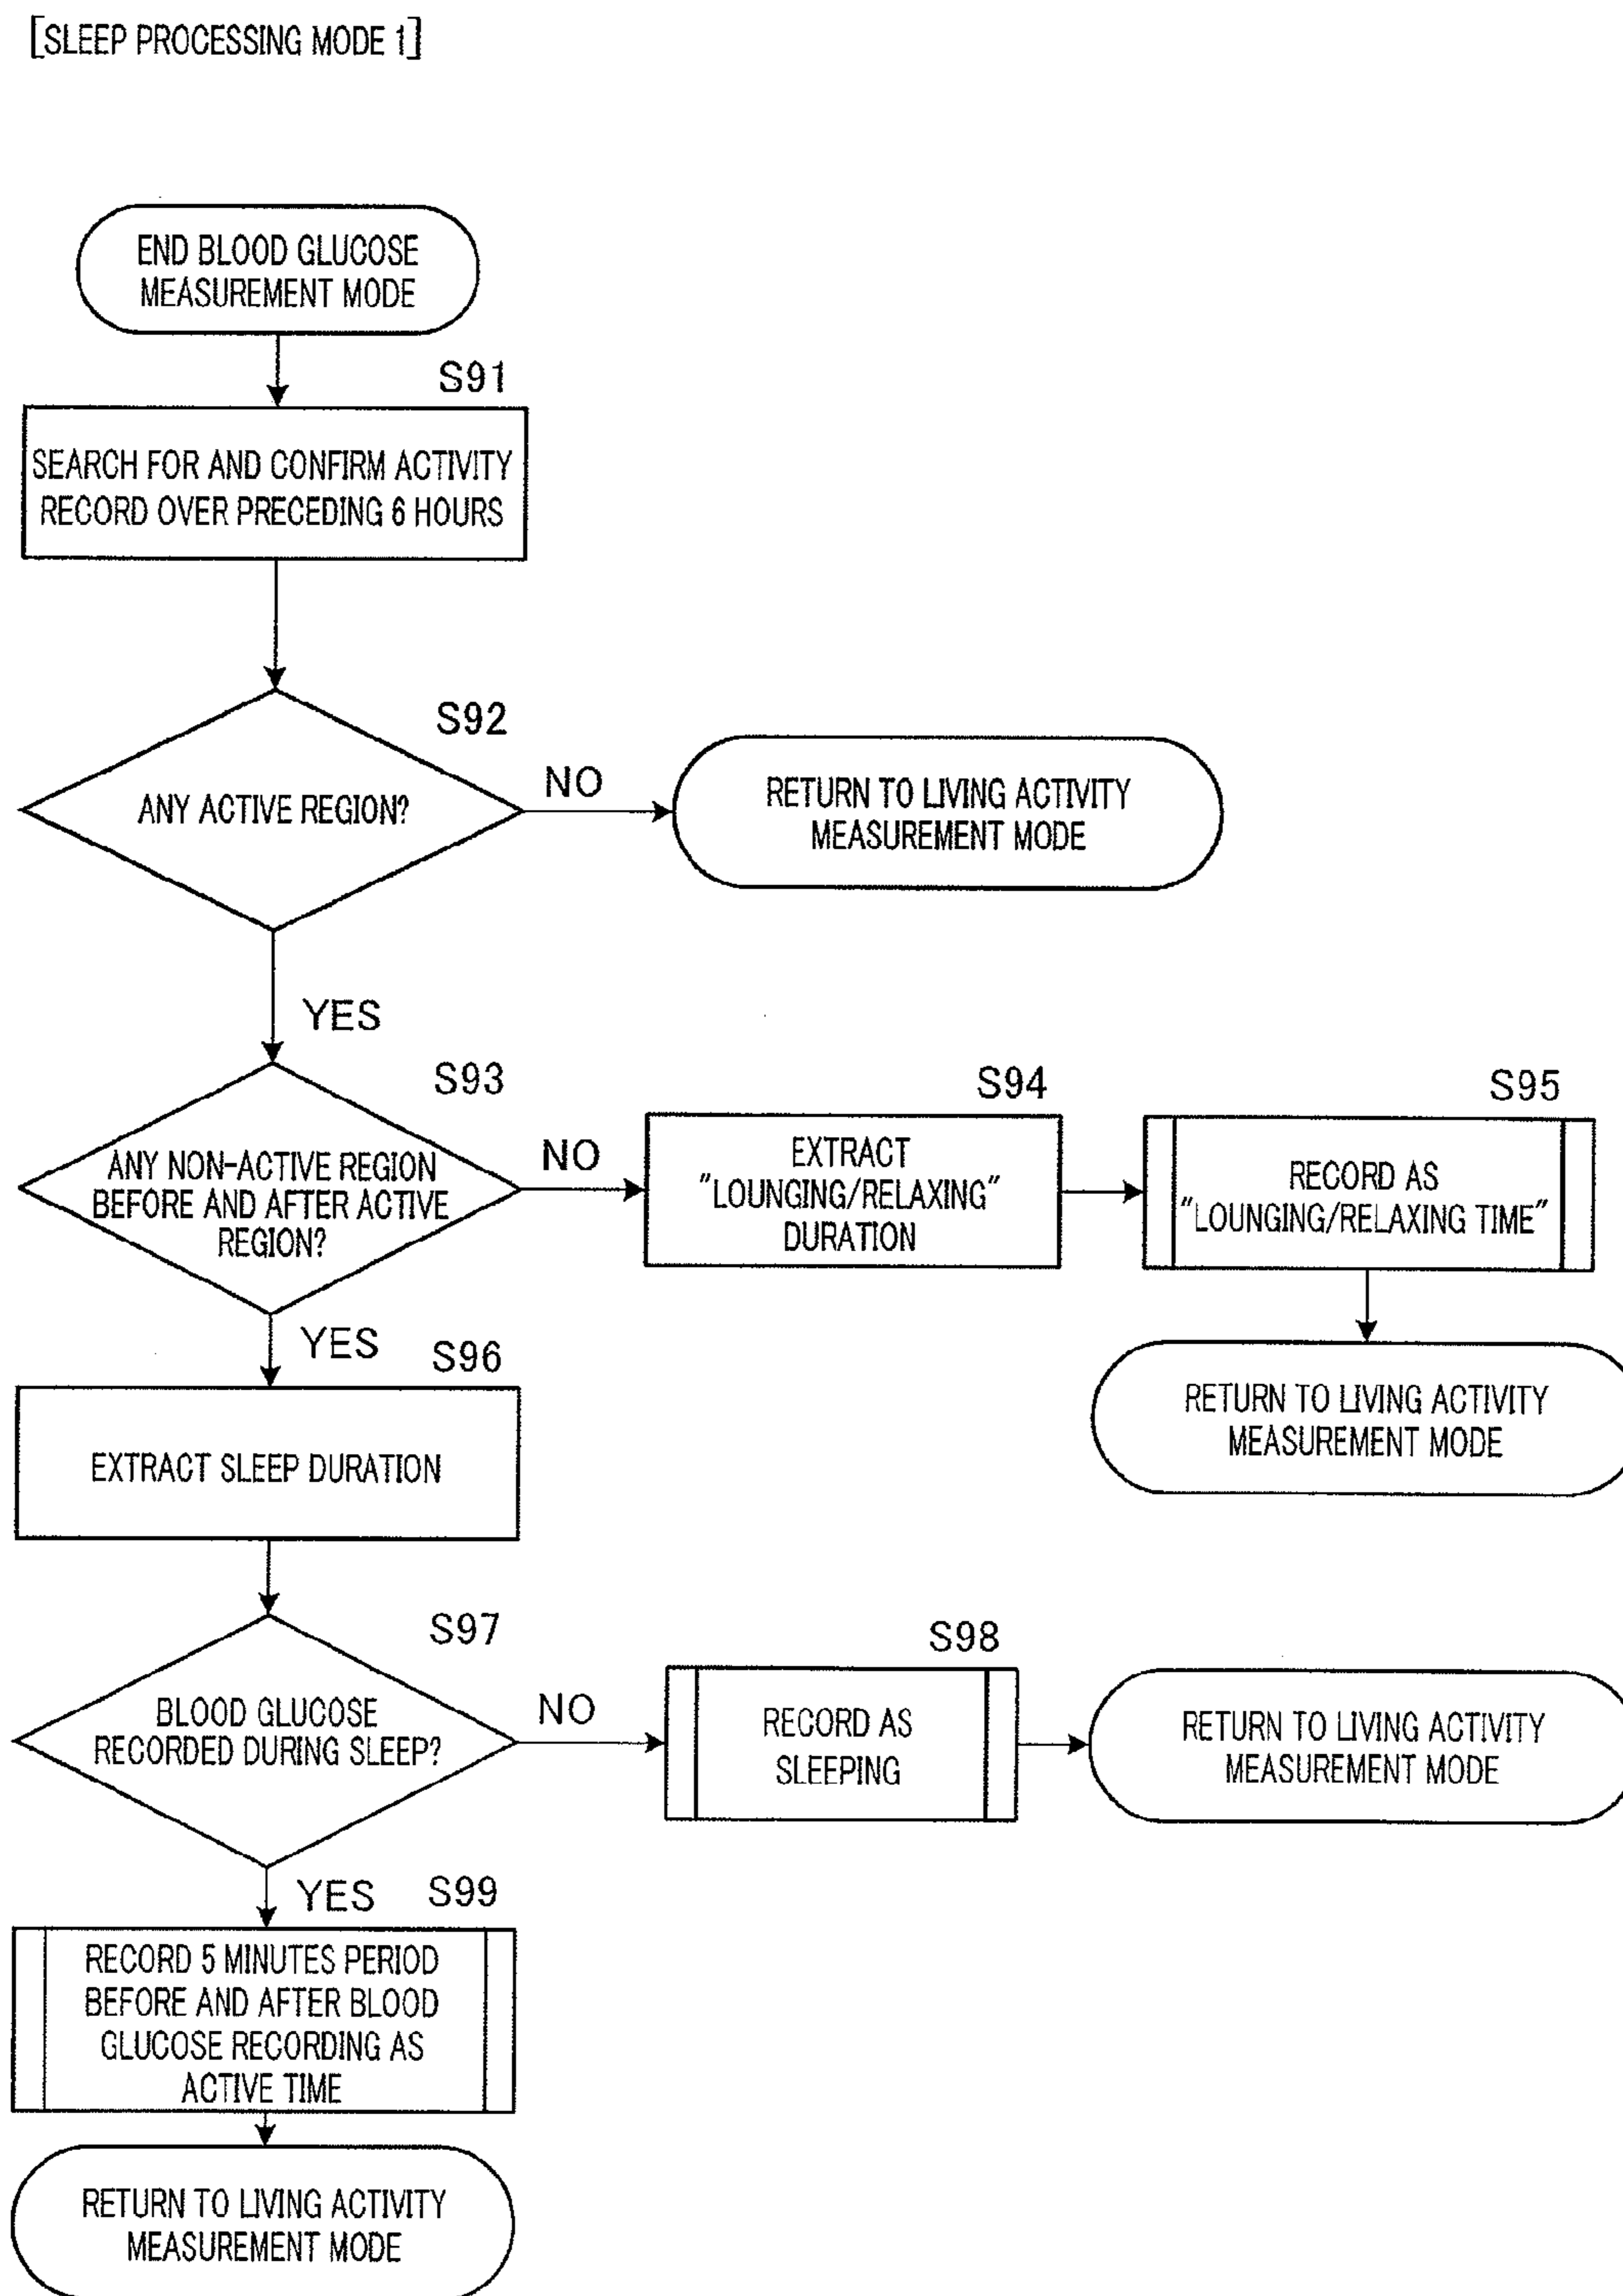 [SLEEP PROCESSING MODE 1]
END BLOOD GLUCOSE
MEASUREMENT MODE
S91
SEARCH FOR AND CONFIRM ACTIVITY
RECORD OVER PRECEDING 6 HOURS
S92
ANY ACTIVE REGION?
NO
RETURN TO LIVING ACTIVITY
MEASUREMENT MODE
YES
S93
ANY NON-ACTIVE REGION
BEFORE AND AFTER ACTIVE
REGION?
NO
S94
EXTRACT
"LOUNGING/RELAXING"
DURATION
S95
RECORD AS
"LOUNGING/RELAXING TIME"
RETURN TO LIVING ACTIVITY
MEASUREMENT MODE
YES
S96
EXTRACT SLEEP DURATION
S97
BLOOD GLUCOSE
RECORDED DURING SLEEP?
NO
S98
RECORD AS
SLEEPING
RETURN TO LIVING ACTIVITY
MEASUREMENT MODE
YES
S99
RECORD 5 MINUTES PERIOD
BEFORE AND AFTER BLOOD
GLUCOSE RECORDING AS
ACTIVE TIME
RETURN TO LIVING ACTIVITY
MEASUREMENT MODE